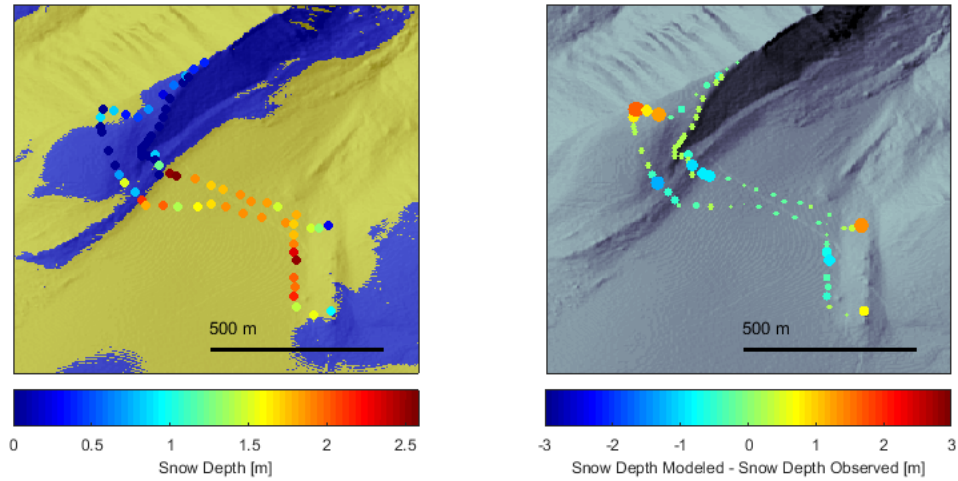 500 m
500 m
0 0.5 1 1.5 2 2.5
-3 -2 -1 0 1 2 3
Snow Depth [m]
Snow Depth Modeled - Snow Depth Observed [m]